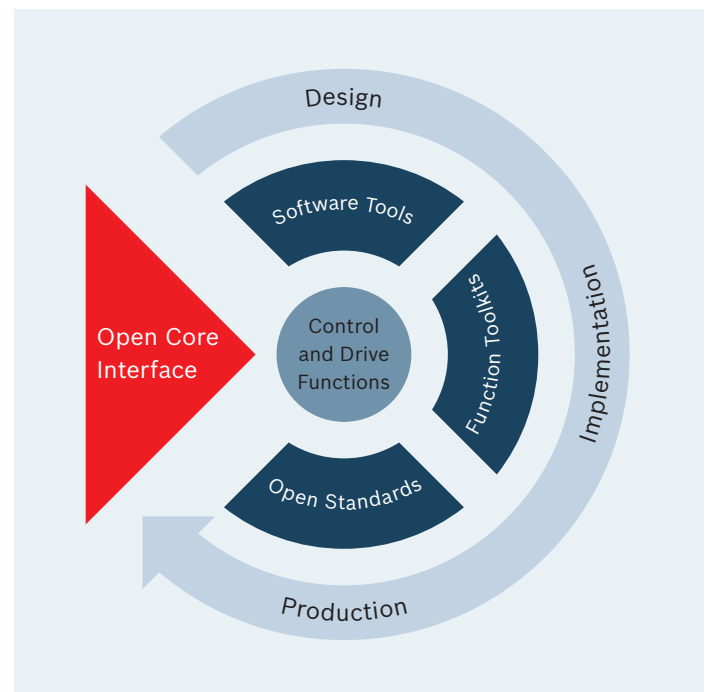 Design
Software Tools
Function Toolkits
Implementation
Open Core
Interface
Control
and Drive
Functions
Open Standards
Production